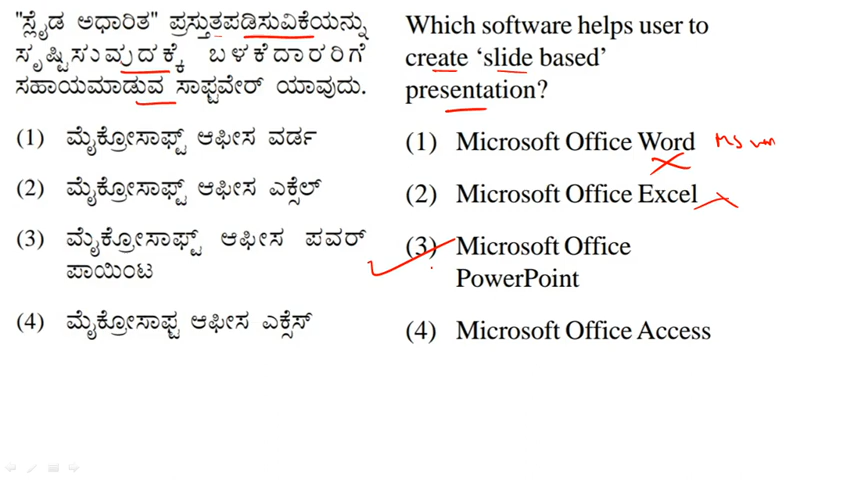 "ಸ್ಲೈಡ ಅಧಾರಿತ" ಪ್ರಸ್ತುತಪಡಿಸುವಿಕೆಯನ್ನು
ಸೃಷ್ಟಿಸುವುದಕ್ಕೆ ಬಳಕೆದಾರರಿಗೆ
ಸಹಾಯಮಾಡುವ ಸಾಫ್ಟವೇರ್ ಯಾವುದು.
(1) ಮೈಕ್ರೋಸಾಫ್ಟ್ ಆಫೀಸ ವರ್ಡ
(2) ಮೈಕ್ರೋಸಾಫ್ಟ್ ಆಫೀಸ ಎಕ್ಸೆಲ್
(3) ಮೈಕ್ರೋಸಾಫ್ಟ್ ಆಫೀಸ ಪವರ್
ಪಾಯಿಂಟ
(4) ಮೈಕ್ರೋಸಾಫ್ಟ ಆಫೀಸ ಎಕ್ಸೆಸ್
Which software helps user to
create ‘slide based’
presentation?
(1) Microsoft Office Word MS
(2) Microsoft Office Excel
(3) Microsoft Office
PowerPoint
(4) Microsoft Office Access